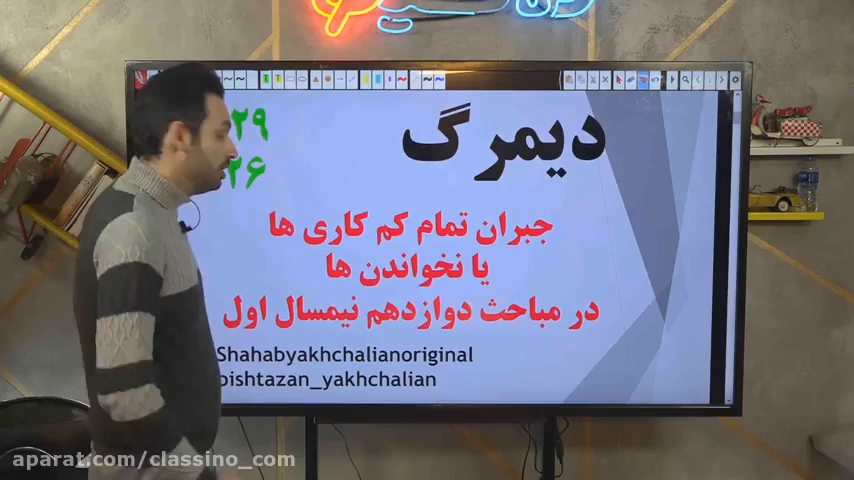 دیمرگ
۲۹
۲۶
جبران تمام کم کاری ها
یا نخواندن ها
در مباحث دوازدهم نیمسال اول
Shahabyakhchalianoriginal
pishtazan_yakhchalian
aparat.com/classino_com